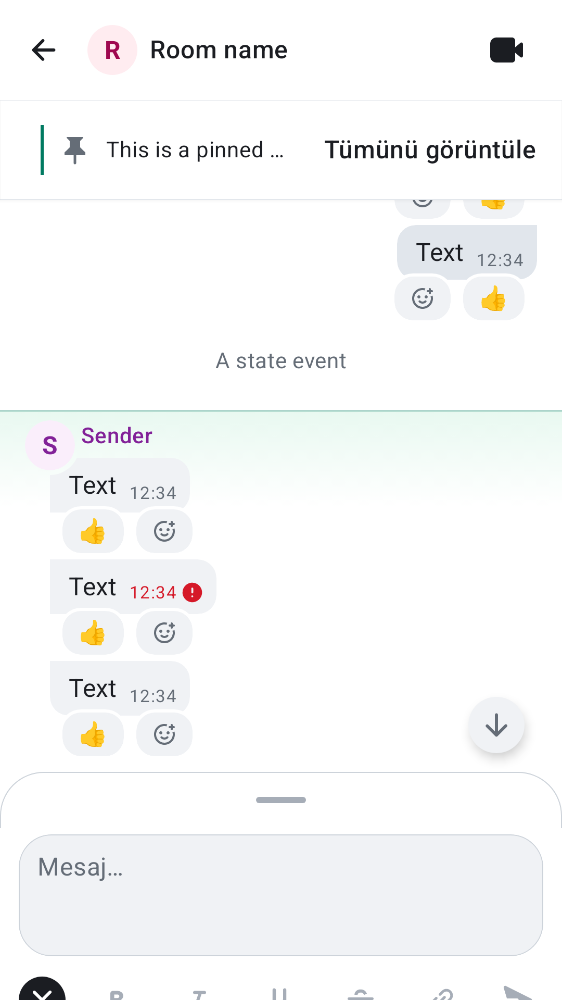 R Room name
This is a pinned … Tümünü görüntüle
Text 12:34
A state event
S Sender
Text 12:34
Text 12:34
Text 12:34
Mesaj…